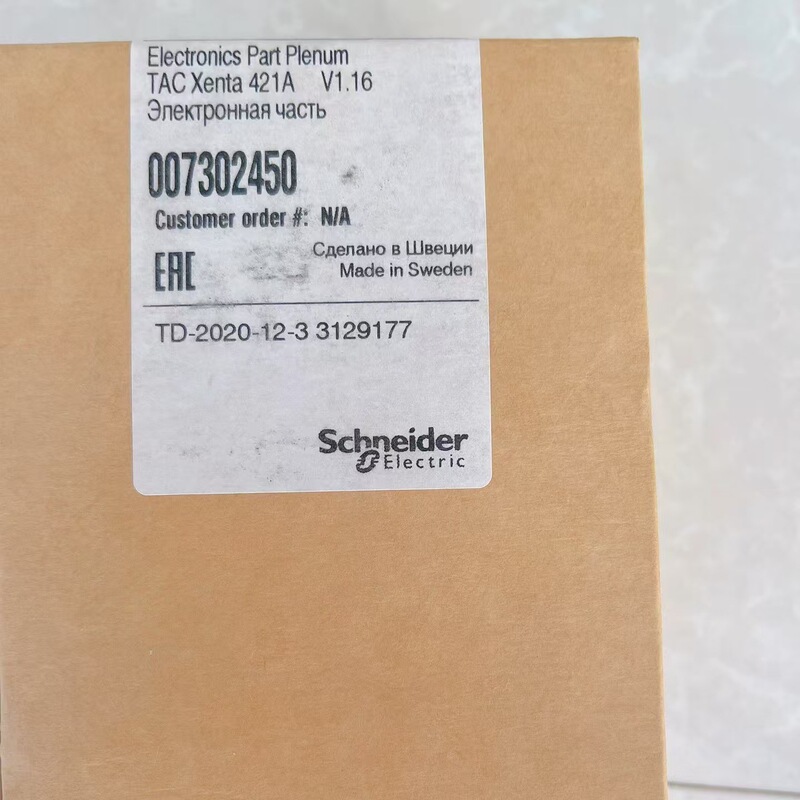 Electronics Part Plenum
TAC Xenta 421A V1.16
Электронная часть
007302450
Customer order #: N/A
EAC
Сделано в Швеции
Made in Sweden
TD-2020-12-3 3129177
Schneider
Electric